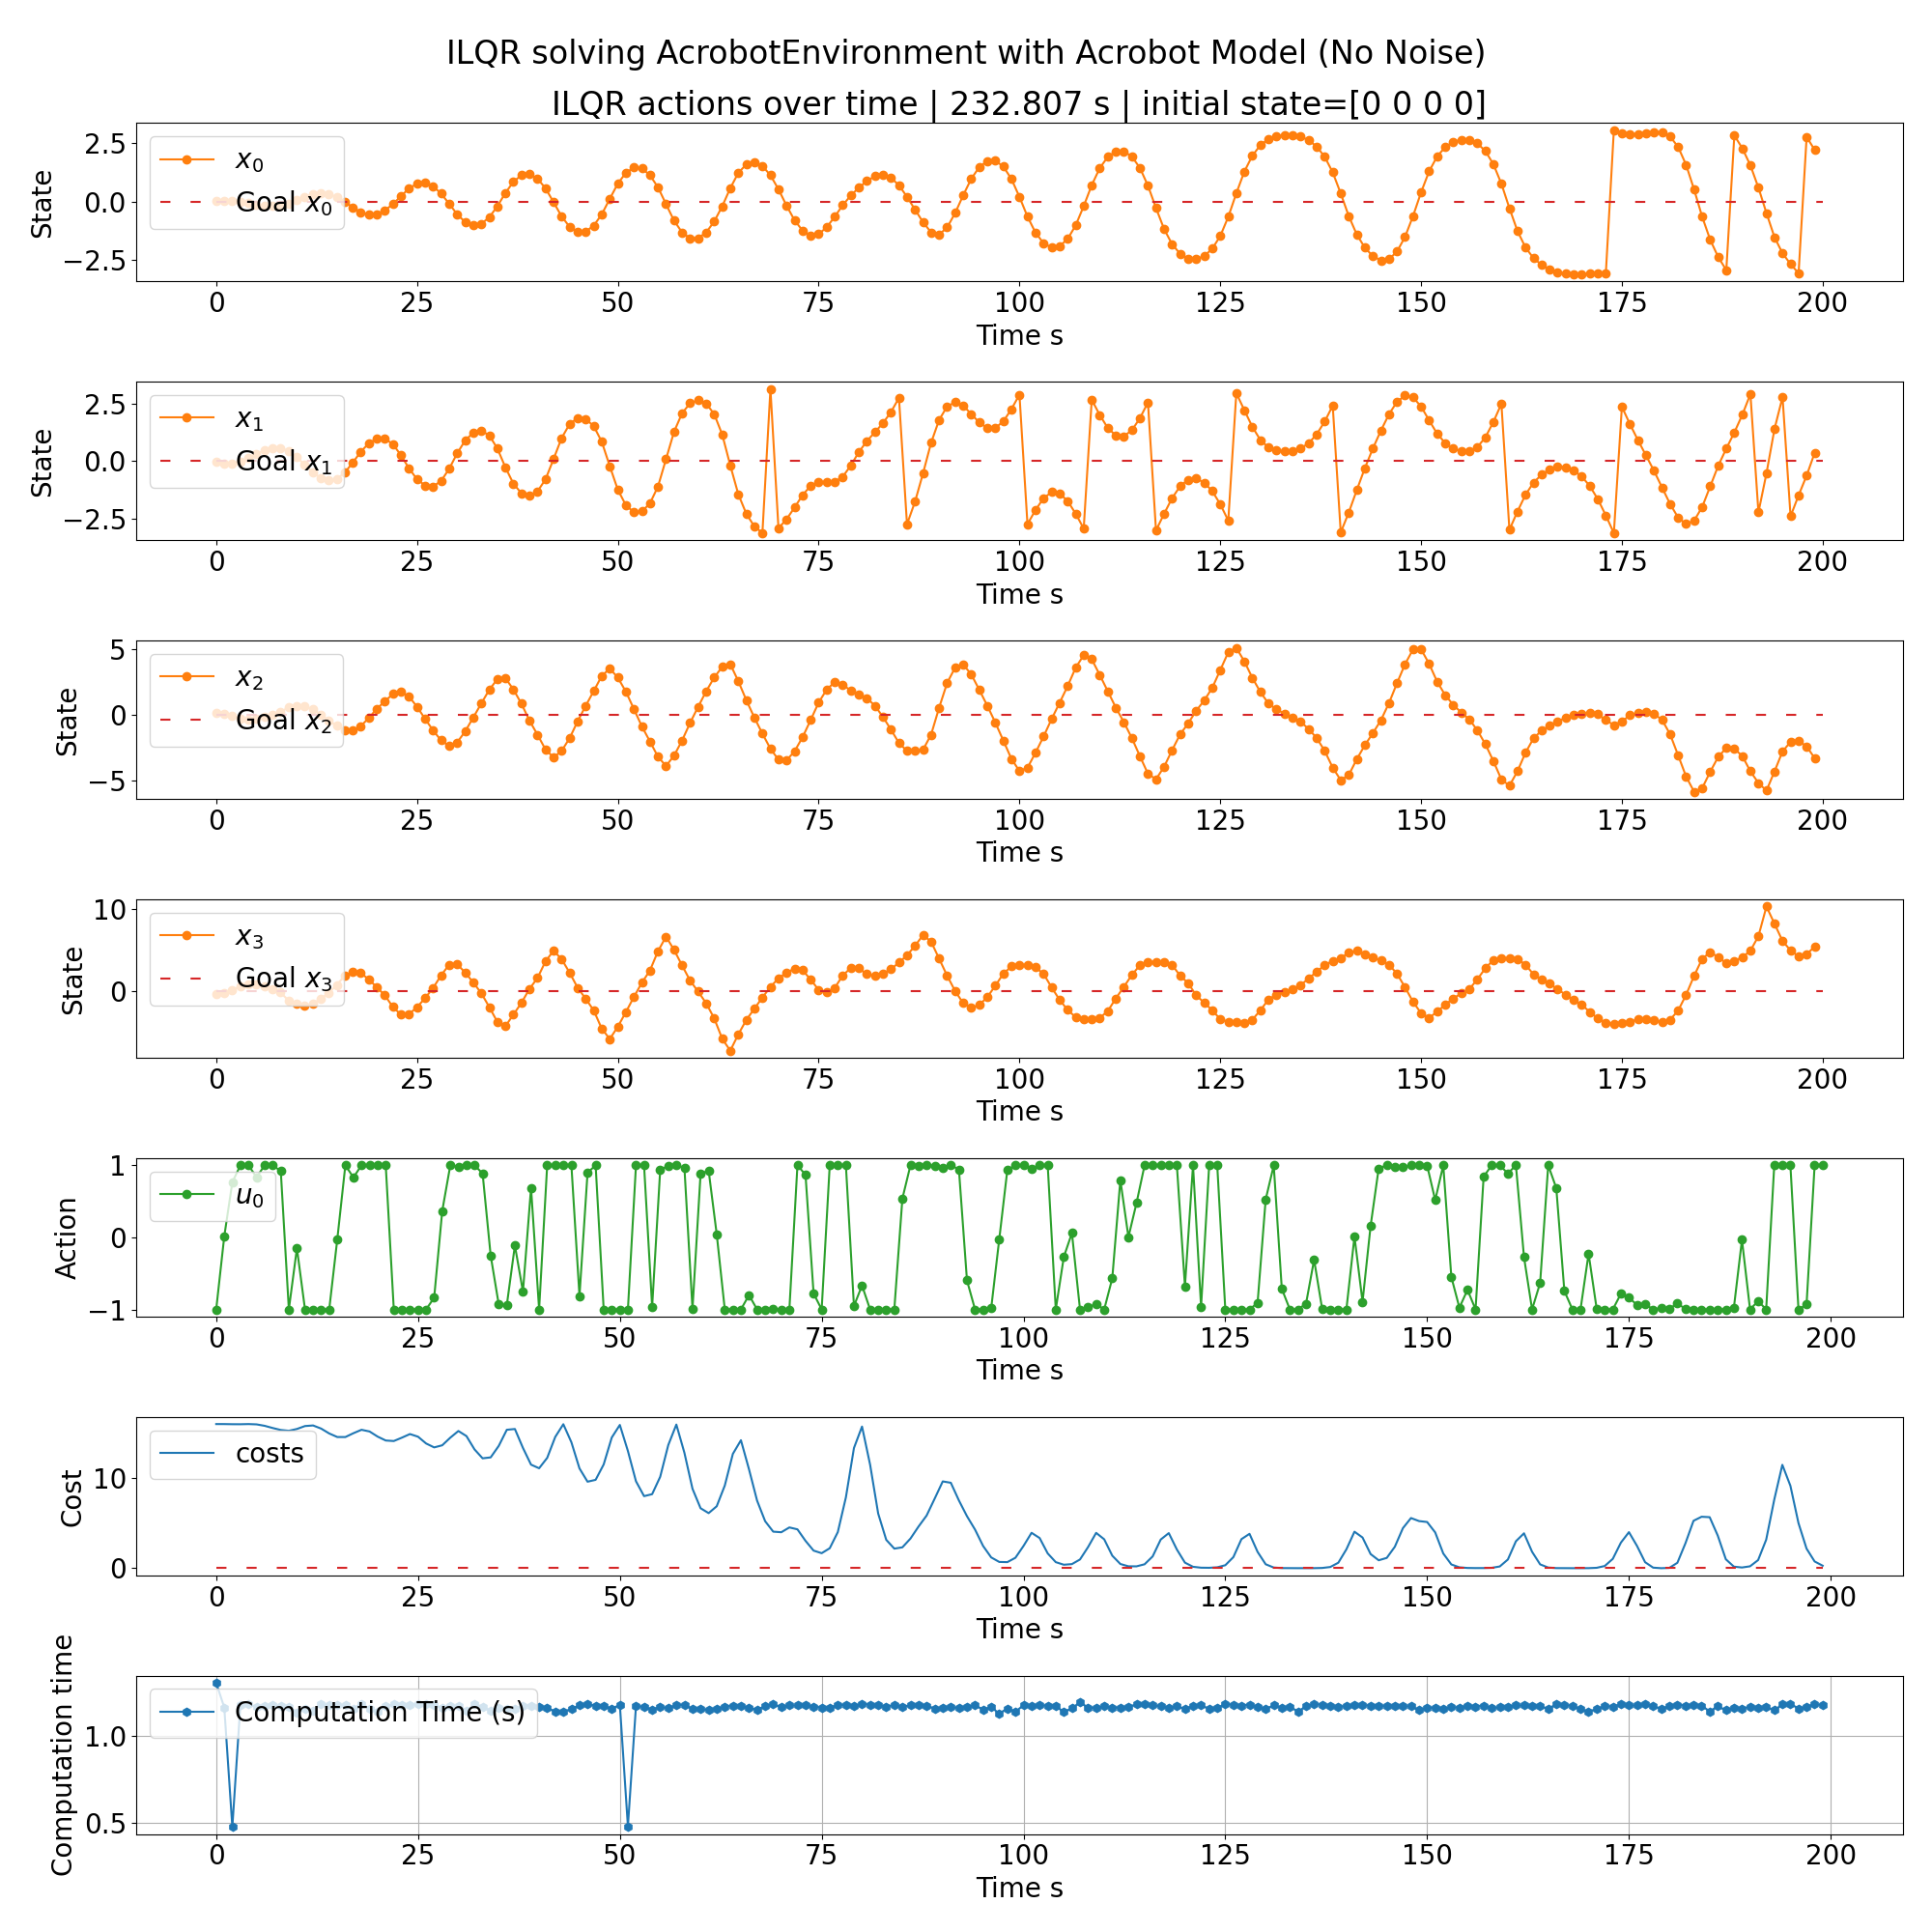 ILQR solving AcrobotEnvironment with Acrobot Model (No Noise)
ILQR actions over time | 232.807 s | initial state=[0 0 0 0]
State
2.5
0.0
−2.5
x₀
Goal x₀
0 25 50 75 100 125 150 175 200
Time s
State
2.5
0.0
−2.5
x₁
Goal x₁
0 25 50 75 100 125 150 175 200
Time s
State
5
0
−5
x₂
Goal x₂
0 25 50 75 100 125 150 175 200
Time s
State
10
0
x₃
Goal x₃
0 25 50 75 100 125 150 175 200
Time s
Action
1
0
−1
u₀
0 25 50 75 100 125 150 175 200
Time s
Cost
10
0
costs
0 25 50 75 100 125 150 175 200
Time s
Computation time
1.0
0.5
Computation Time (s)
0 25 50 75 100 125 150 175 200
Time s